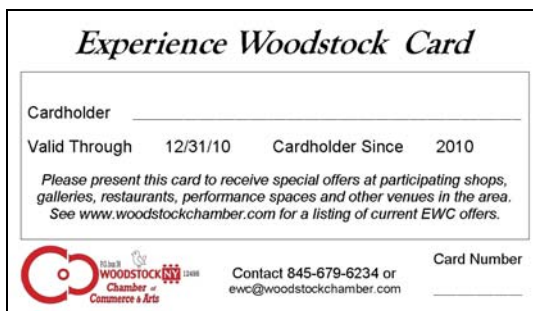 Experience Woodstock Card
Cardholder
Valid Through 12/31/10 Cardholder Since 2010
Please present this card to receive special offers at participating shops,
galleries, restaurants, performance spaces and other venues in the area.
See www.woodstockchamber.com for a listing of current EWC offers.
WOODSTOCK NY 12498
Chamber of
Commerce & Arts
Contact 845-679-6234 or
ewc@woodstockchamber.com
Card Number